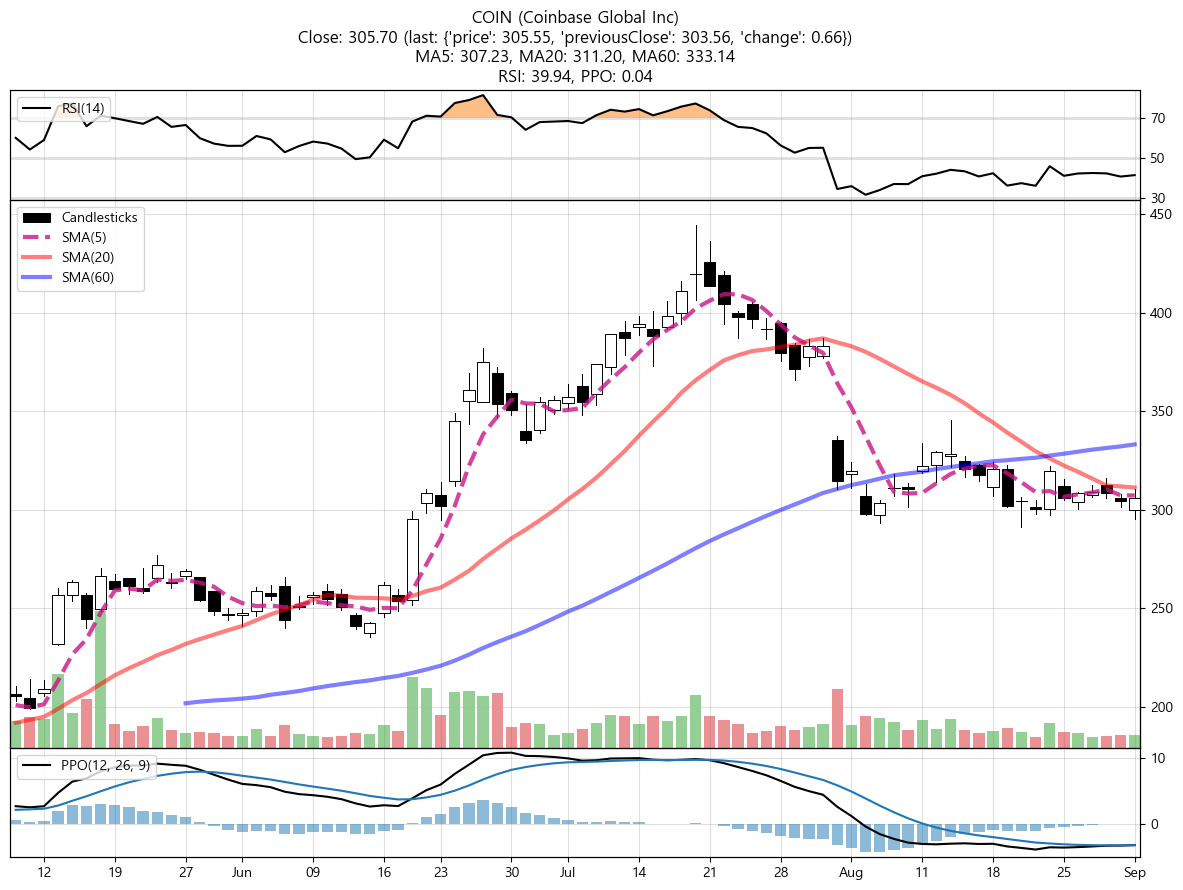 COIN (Coinbase Global Inc)
Close: 305.70 (last: {'price': 305.55, 'previousClose': 303.56, 'change': 0.66})
MA5: 307.23, MA20: 311.20, MA60: 333.14
RSI: 39.94, PPO: 0.04
RSI(14)
70
50
30
Candlesticks
SMA(5)
SMA(20)
SMA(60)
450
400
350
300
250
200
PPO(12, 26, 9)
10
0
12 19 27 Jun 09 16 23 30 Jul 14 21 28 Aug 11 18 25 Sep